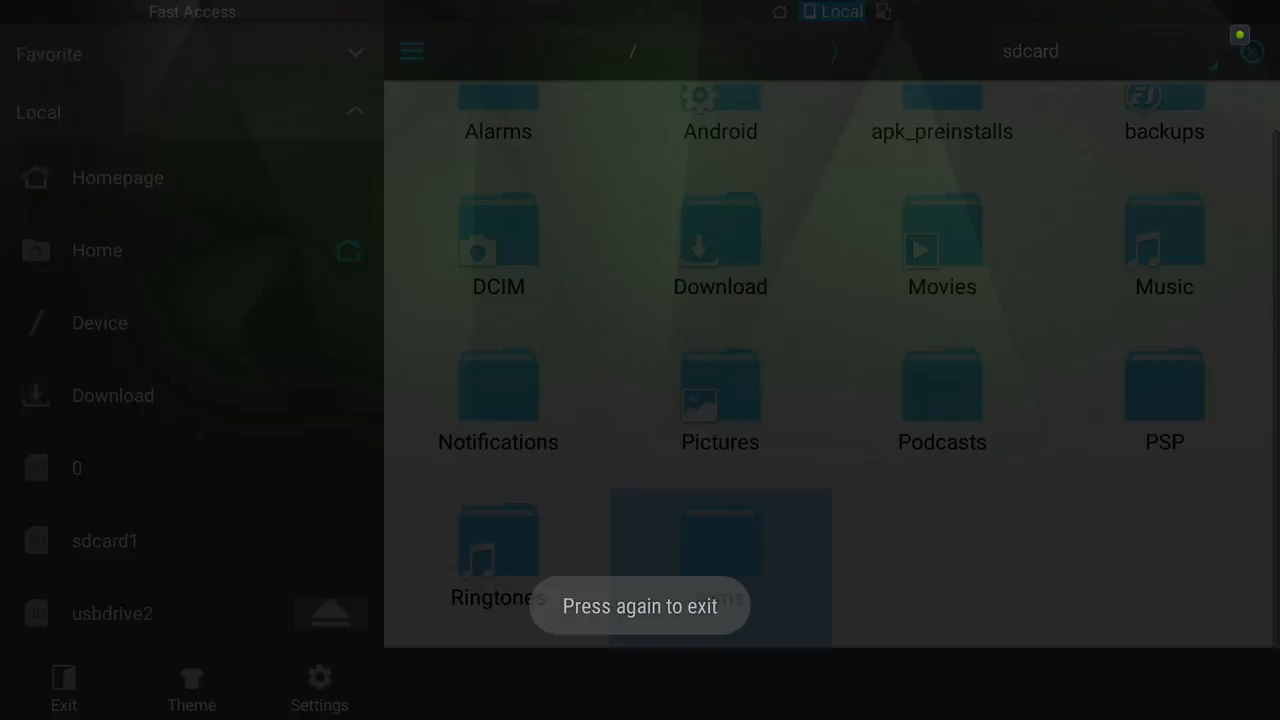 Fast Access
Favorite
Local
Homepage
Home
Device
Download
0
sdcard1
usbdrive2
Exit
Theme
Settings
Local
/
sdcard
Alarms
Android
apk_preinstalls
backups
DCIM
Download
Movies
Music
Notifications
Pictures
Podcasts
PSP
Ringtones
Press again to exit